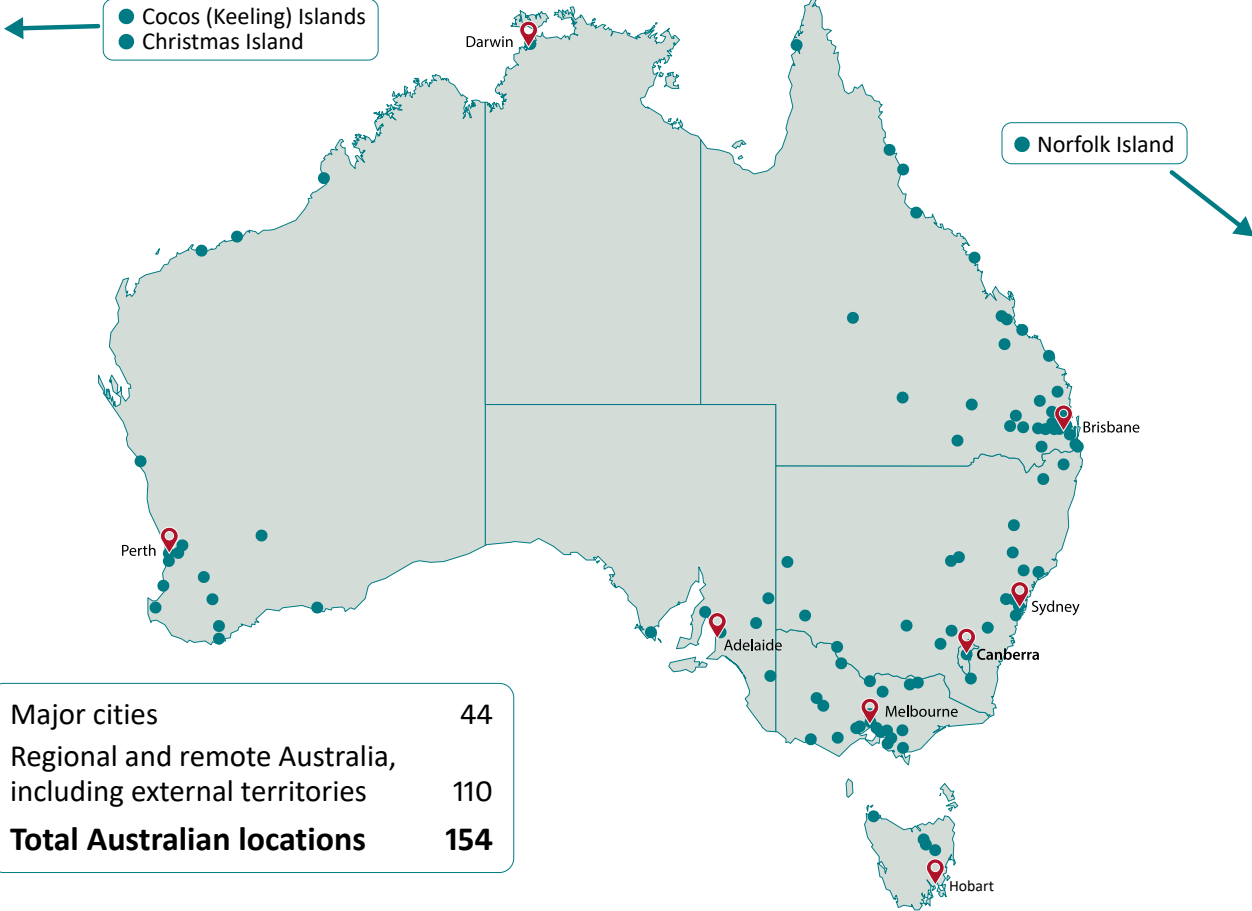 Cocos (Keeling) Islands
Christmas Island
Darwin
Norfolk Island
Brisbane
Perth
Sydney
Adelaide
Canberra
Melbourne
Major cities 44
Regional and remote Australia,
including external territories 110
Total Australian locations 154
Hobart